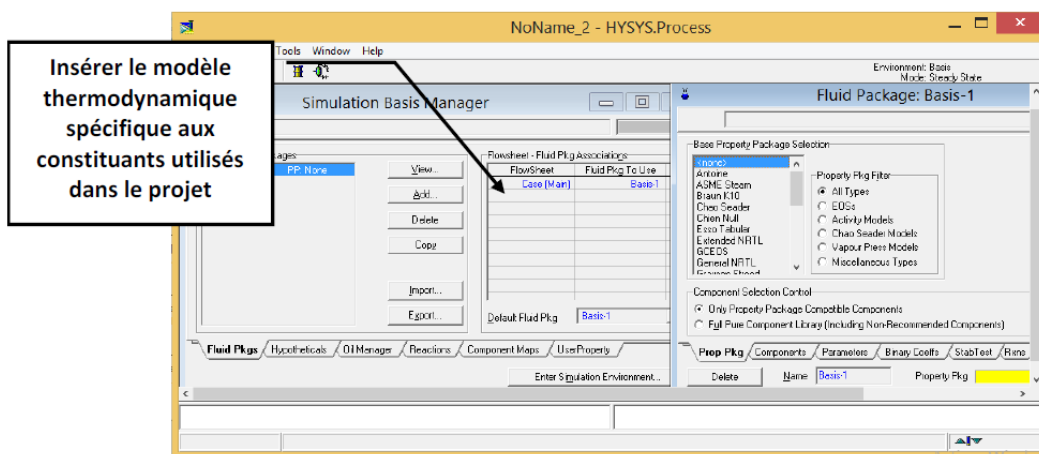 NoName_2 - HYSYS.Process
Tools Window Help
Insérer le modèle
thermodynamique
spécifique aux
constituants utilisés
dans le projet
Environment: Basis
Mode: Steady State
Simulation Basis Manager
ages
PP: None
View...
Add...
Delete
Copy
Import...
Export...
Flowsheet - Fluid Pkg Associations
FlowSheet Fluid Pkg To Use
Case (Main) Basis-1
Default Fluid Pkg Basis-1
Fluid Pkgs Hypotheticals Oil Manager Reactions Component Maps UserProperty
Enter Simulation Environment...
Fluid Package: Basis-1
Base Property Package Selection
<none>
Antoine
ASME Steam
Braun K10
Chao Seader
Chien Null
Esso Tabular
Extended NRTL
GCEOS
General NRTL
Property Pkg Filter
All Types
EOSs
Activity Models
Chao Seader Models
Vapour Press Models
Miscellaneous Types
Component Selection Control
Only Property Package Compatible Components
Full Pure Component Library (Including Non-Recommended Components)
Prop Pkg Components Parameters Binary Coeffs StabTest Rxns
Delete Name Basis-1 Property Pkg